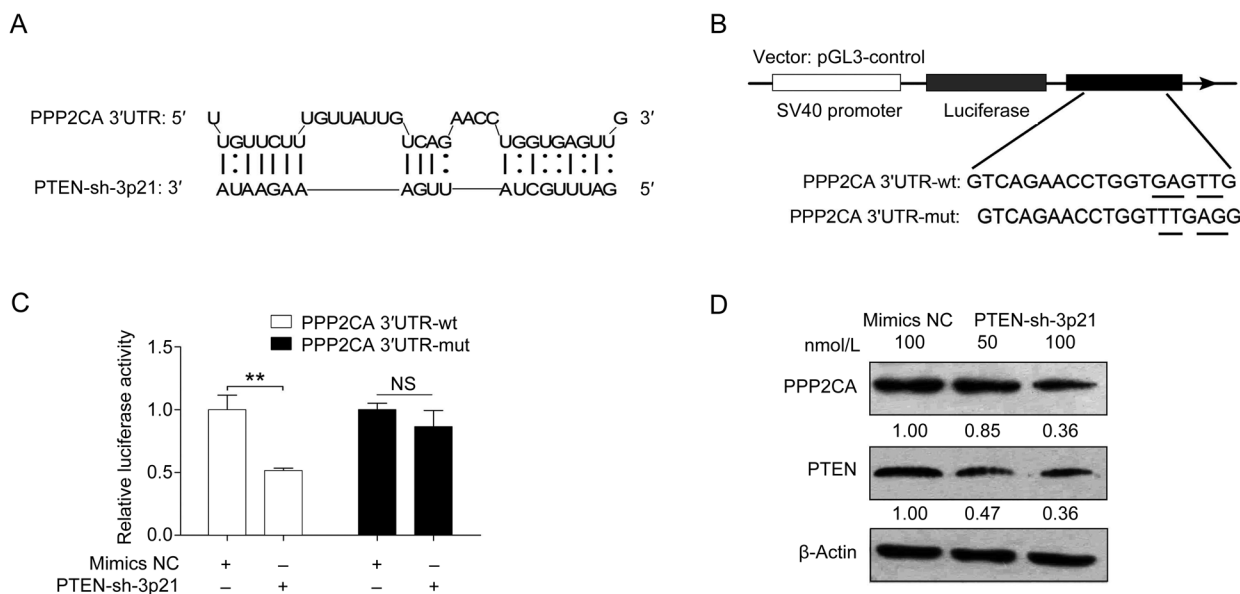 A
U UGUUAUUG AACC G
PPP2CA 3′UTR: 5′ 3′
UGUUCUU UCAG UGGUGAGUU
PTEN-sh-3p21: 3′ AUAAGAA AGUU AUCGUUUAG 5′
B
Vector: pGL3-control
SV40 promoter Luciferase
PPP2CA 3′UTR-wt: GTCAGAACCTGGTGAGTTG
PPP2CA 3′UTR-mut: GTCAGAACCTGGTTTGAGG
C
PPP2CA 3′UTR-wt
PPP2CA 3′UTR-mut
Relative luciferase activity
1.5
1.0
0.5
0.0
** NS
Mimics NC + – + –
PTEN-sh-3p21 – + – +
D
Mimics NC PTEN-sh-3p21
nmol/L 100 50 100
PPP2CA
1.00 0.85 0.36
PTEN
1.00 0.47 0.36
β-Actin